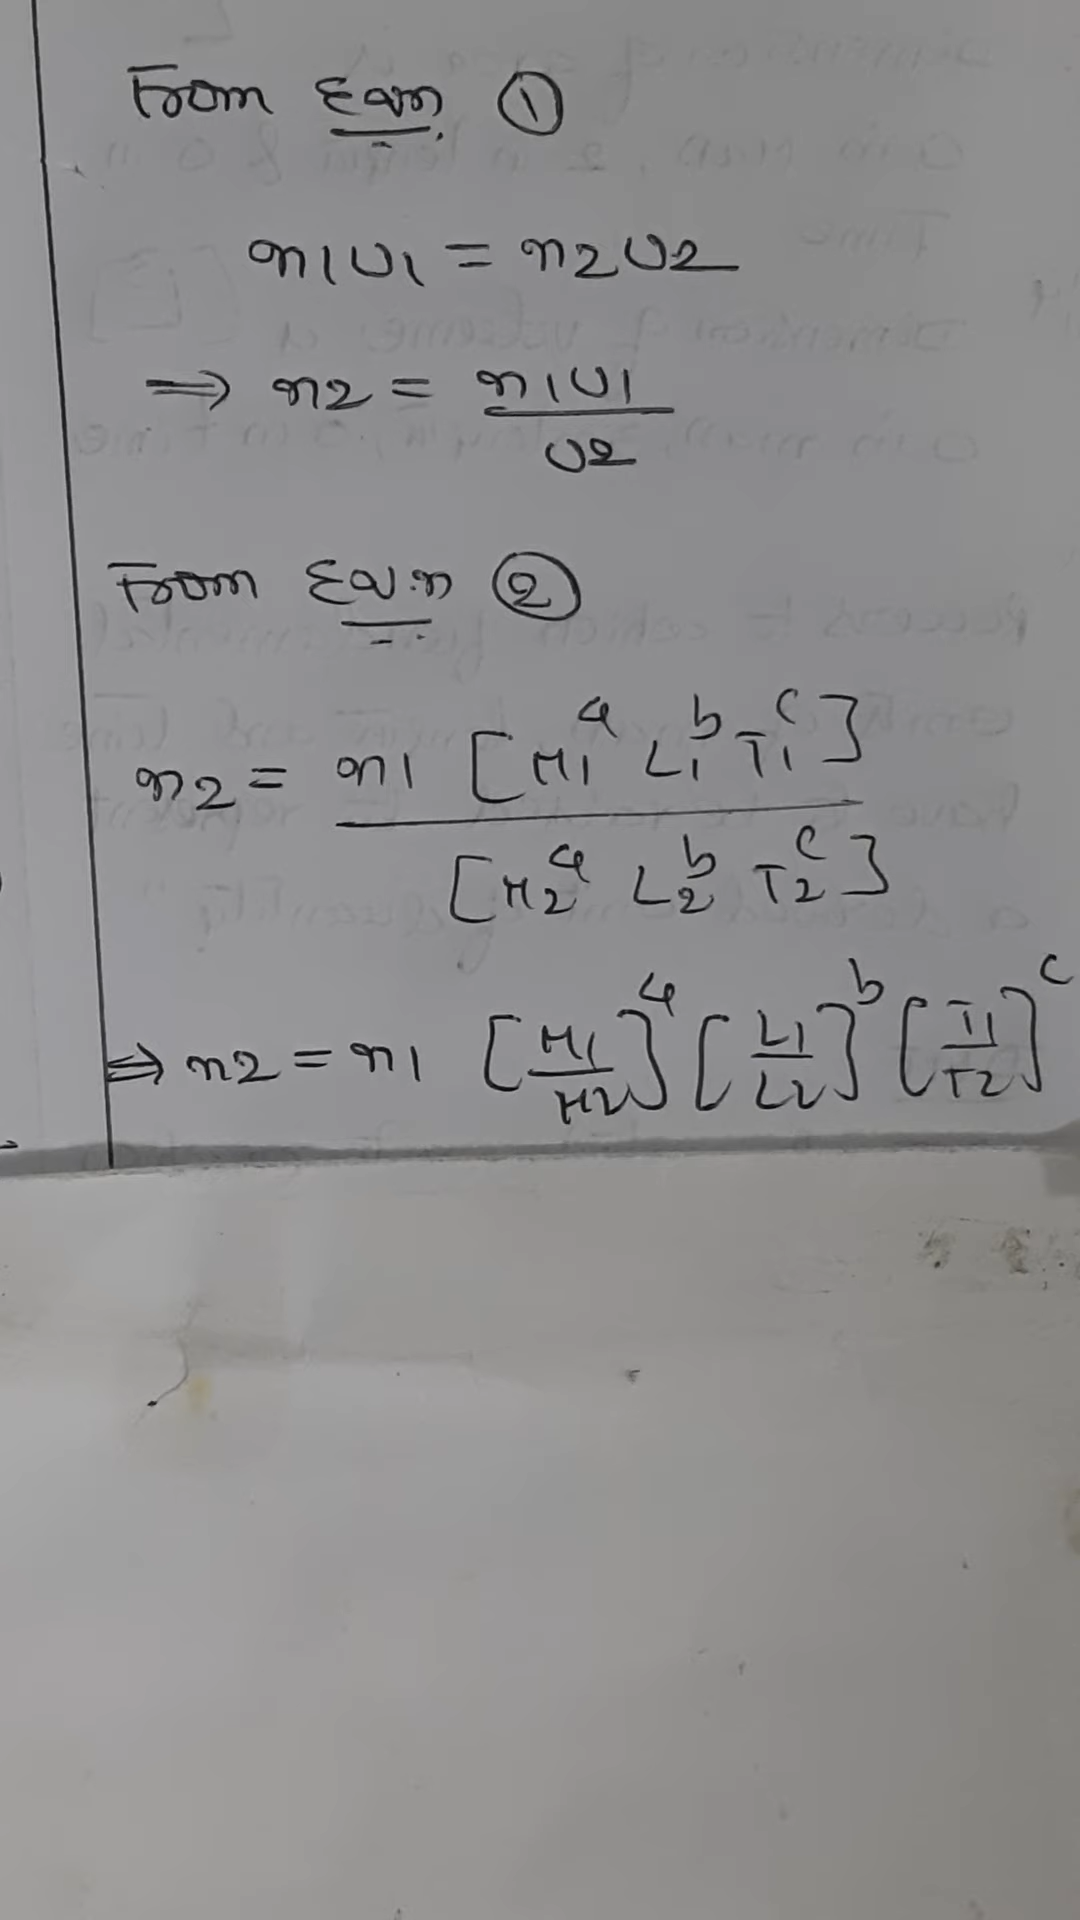 From Eqn. ①
n1U1 = n2U2
⇒ n2 = n1U1 / U2
From Eq.n ②
n2 = n1 [M1^a L1^b T1^c] / [M2^a L2^b T2^c]
⇒ n2 = n1 [M1/M2]^a [L1/L2]^b [T1/T2]^c